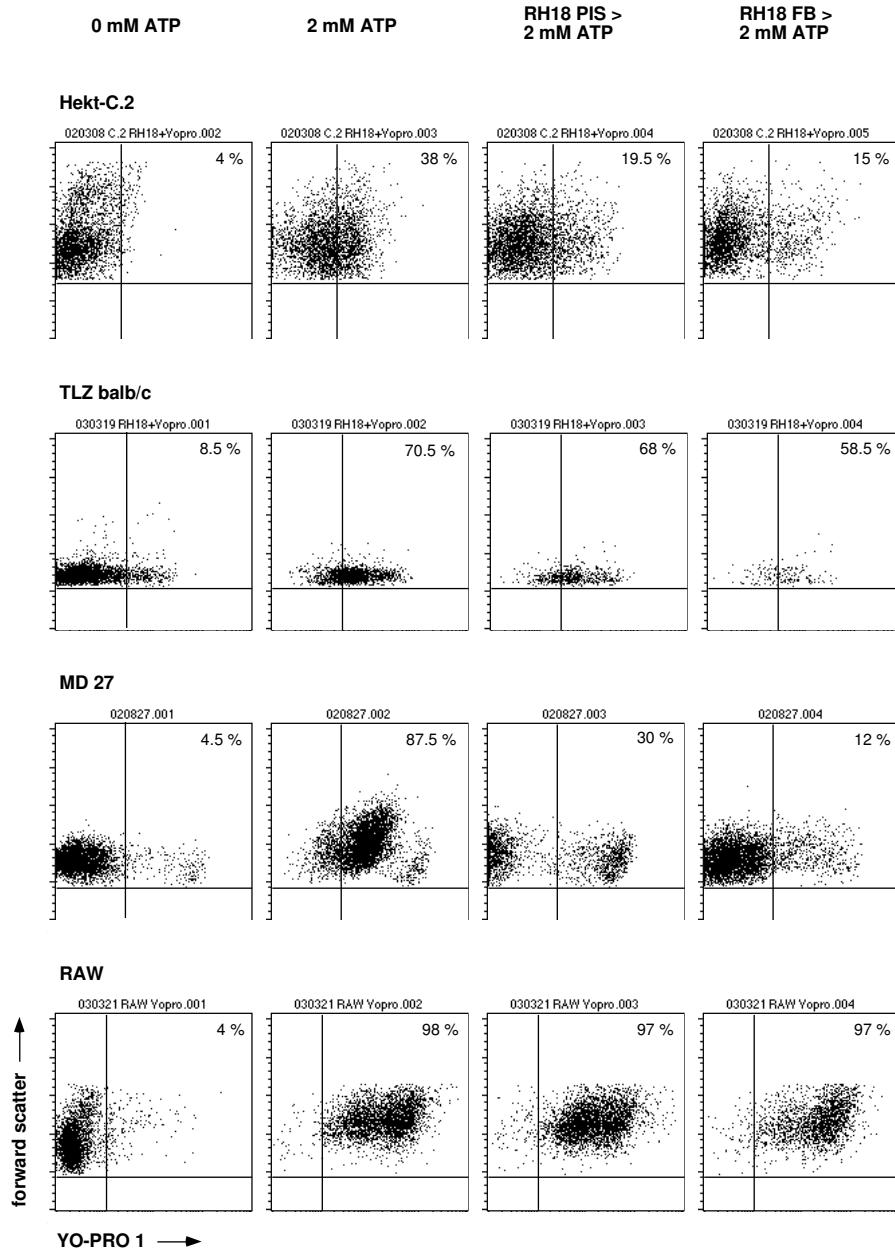 0 mM ATP
2 mM ATP
RH18 PIS >
2 mM ATP
RH18 FB >
2 mM ATP
Hekt-C.2
020308 C.2 RH18+Yopro.002
020308 C.2 RH18+Yopro.003
020308 C.2 RH18+Yopro.004
020308 C.2 RH18+Yopro.005
4 %
38 %
19.5 %
15 %
TLZ balb/c
030319 RH18+Yopro.001
030319 RH18+Yopro.002
030319 RH18+Yopro.003
030319 RH18+Yopro.004
8.5 %
70.5 %
68 %
58.5 %
MD 27
020827.001
020827.002
020827.003
020827.004
4.5 %
87.5 %
30 %
12 %
RAW
030321 RAW Yopro.001
030321 RAW Yopro.002
030321 RAW Yopro.003
030321 RAW Yopro.004
4 %
98 %
97 %
97 %
forward scatter
YO-PRO 1